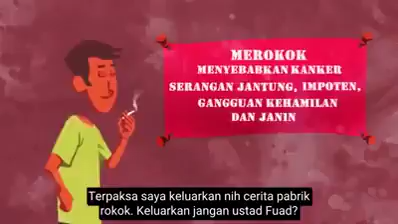 MEROKOK
MENYEBABKAN KANKER
SERANGAN JANTUNG, IMPOTEN,
GANGGUAN KEHAMILAN
DAN JANIN
Terpaksa saya keluarkan nih cerita pabrik
rokok. Keluarkan jangan ustad Fuad?